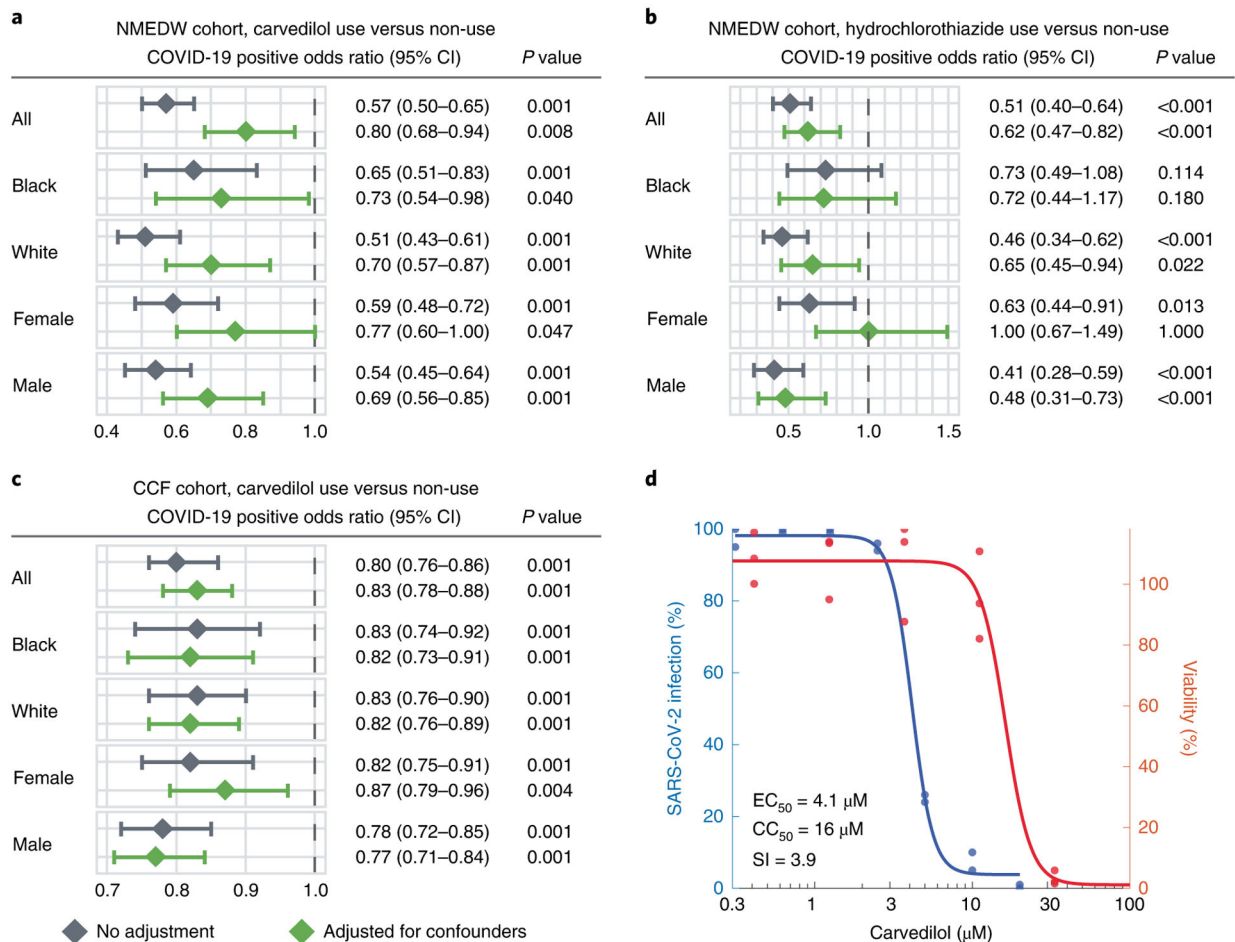 a
NMEDW cohort, carvedilol use versus non-use
COVID-19 positive odds ratio (95% CI) P value
All
0.57 (0.50–0.65) 0.001
0.80 (0.68–0.94) 0.008
Black
0.65 (0.51–0.83) 0.001
0.73 (0.54–0.98) 0.040
White
0.51 (0.43–0.61) 0.001
0.70 (0.57–0.87) 0.001
Female
0.59 (0.48–0.72) 0.001
0.77 (0.60–1.00) 0.047
Male
0.54 (0.45–0.64) 0.001
0.69 (0.56–0.85) 0.001
0.4 0.6 0.8 1.0
b
NMEDW cohort, hydrochlorothiazide use versus non-use
COVID-19 positive odds ratio (95% CI) P value
All
0.51 (0.40–0.64) <0.001
0.62 (0.47–0.82) <0.001
Black
0.73 (0.49–1.08) 0.114
0.72 (0.44–1.17) 0.180
White
0.46 (0.34–0.62) <0.001
0.65 (0.45–0.94) 0.022
Female
0.63 (0.44–0.91) 0.013
1.00 (0.67–1.49) 1.000
Male
0.41 (0.28–0.59) <0.001
0.48 (0.31–0.73) <0.001
0.5 1.0 1.5
c
CCF cohort, carvedilol use versus non-use
COVID-19 positive odds ratio (95% CI) P value
All
0.80 (0.76–0.86) 0.001
0.83 (0.78–0.88) 0.001
Black
0.83 (0.74–0.92) 0.001
0.82 (0.73–0.91) 0.001
White
0.83 (0.76–0.90) 0.001
0.82 (0.76–0.89) 0.001
Female
0.82 (0.75–0.91) 0.001
0.87 (0.79–0.96) 0.004
Male
0.78 (0.72–0.85) 0.001
0.77 (0.71–0.84) 0.001
0.7 0.8 0.9 1.0
No adjustment Adjusted for confounders
d
SARS-CoV-2 infection (%)
100
80
60
40
20
0
EC50 = 4.1 μM
CC50 = 16 μM
SI = 3.9
100
80
60
40
20
0
Viability (%)
0.3 1 3 10 30 100
Carvedilol (μM)